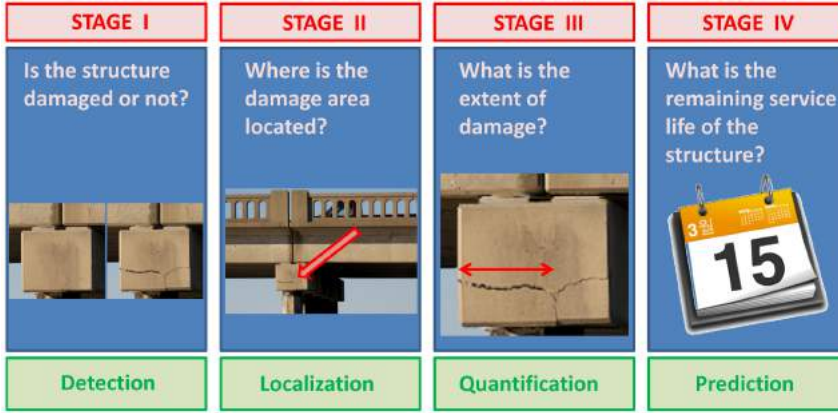 STAGE I
Is the structure
damaged or not?
Detection
STAGE II
Where is the
damage area
located?
Localization
STAGE III
What is the
extent of
damage?
Quantification
STAGE IV
What is the
remaining service
life of the
structure?
15
Prediction